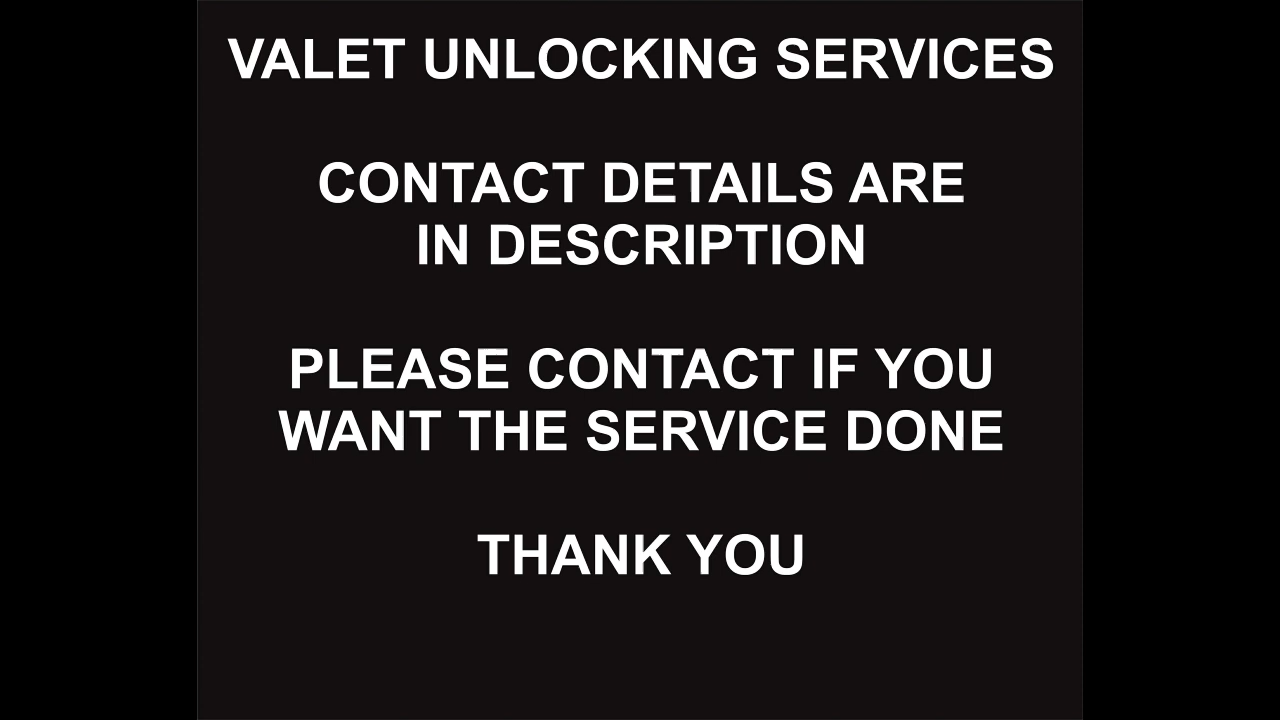 VALET UNLOCKING SERVICES
CONTACT DETAILS ARE
IN DESCRIPTION
PLEASE CONTACT IF YOU
WANT THE SERVICE DONE
THANK YOU